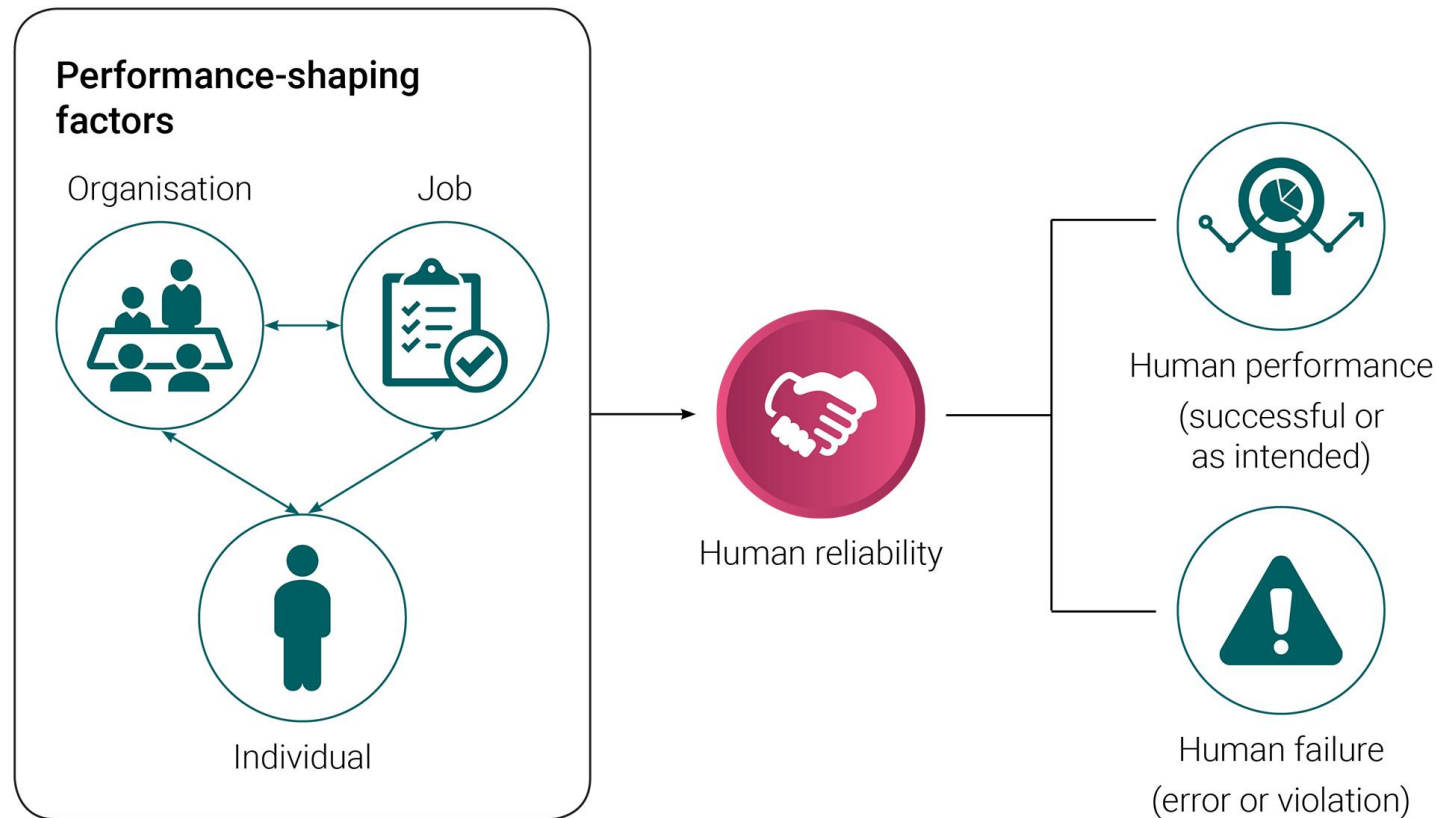 Performance-shaping
factors
Organisation
Job
Individual
Human reliability
Human performance
(successful or
as intended)
Human failure
(error or violation)